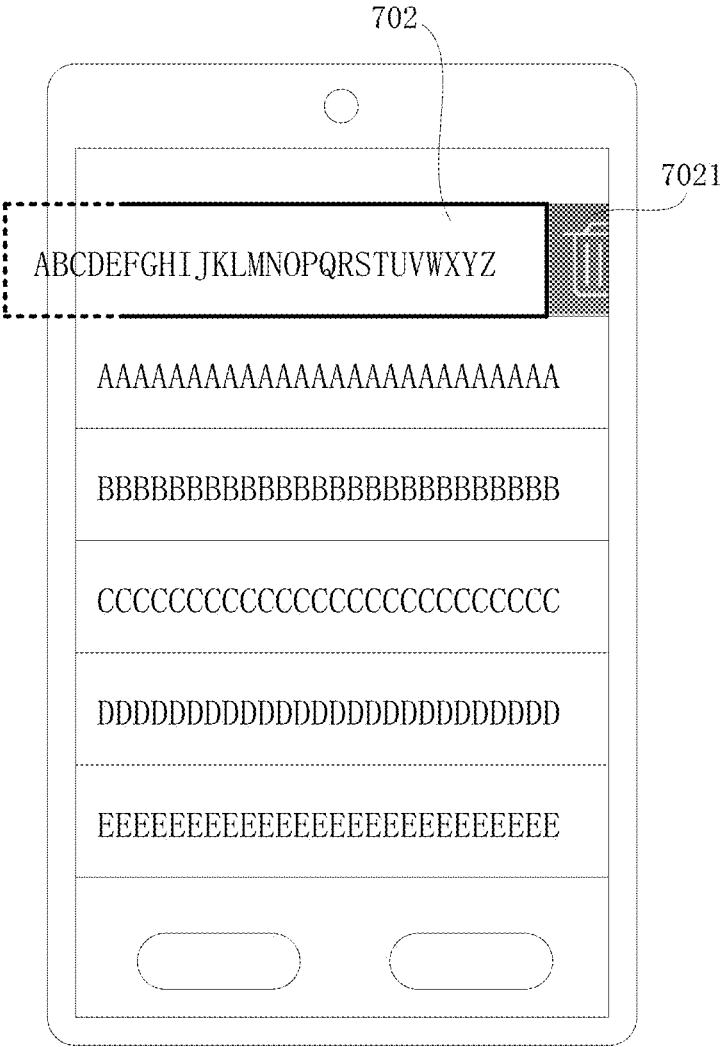 702
7021
ABCDEFGHIJKLMNOPQRSTUVWXYZ
AAAAAAAAAAAAAAAAAAAAAAAAAA
BBBBBBBBBBBBBBBBBBBBBBBBBB
CCCCCCCCCCCCCCCCCCCCCCCCCC
DDDDDDDDDDDDDDDDDDDDDDDDDD
EEEEEEEEEEEEEEEEEEEEEEEEEE